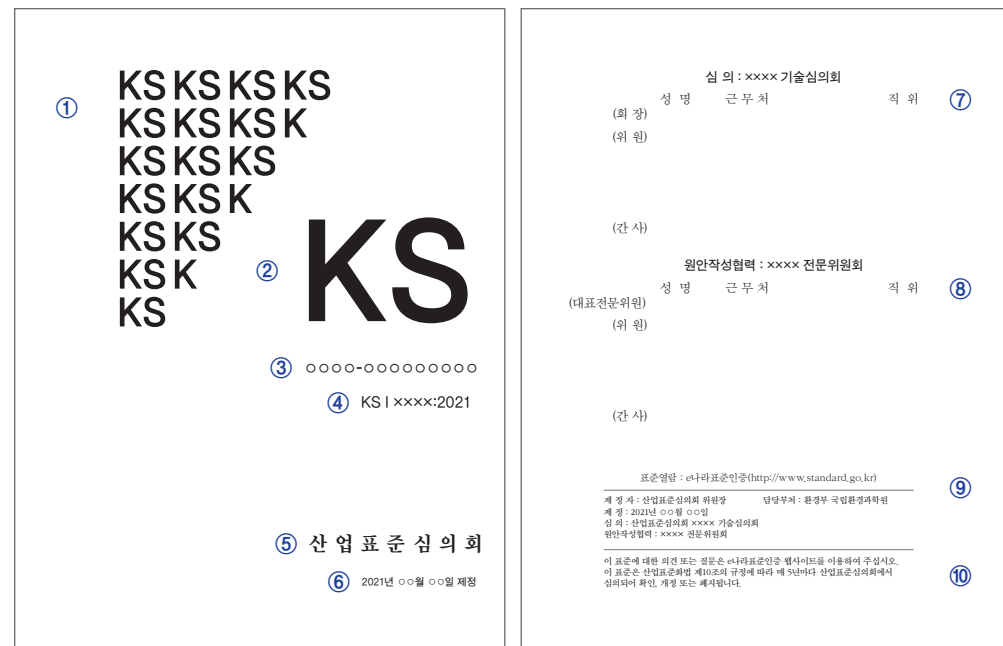 ①
KS KS KS KS
KS KS KS K
KS KS KS
KS KS K
KS KS
KS K
KS
② KS
③ ○○○○-○○○○○○○○○
④ KS I ××××:2021
⑤ 산 업 표 준 심 의 회
⑥ 2021년 ○○월 ○○일 제정
심 의 : ×××× 기술심의회
성 명 근 무 처 직 위 ⑦
(회 장)
(위 원)
(간 사)
원안작성협력 : ×××× 전문위원회
성 명 근 무 처 직 위 ⑧
(대표전문위원)
(위 원)
(간 사)
표준열람 : e나라표준인증(http://www.standard.go.kr)
⑨
제 정 자 : 산업표준심의회 위원장 담당부처 : 환경부 국립환경과학원
제 정 : 2021년 ○○월 ○○일
심 의 : 산업표준심의회 ×××× 기술심의회
원안작성협력 : ×××× 전문위원회
이 표준에 대한 의견 또는 질문은 e나라표준인증 웹사이트를 이용하여 주십시오.
이 표준은 산업표준화법 제10조의 규정에 따라 매 5년마다 산업표준심의회에서 ⑩
심의되어 확인, 개정 또는 폐지됩니다.